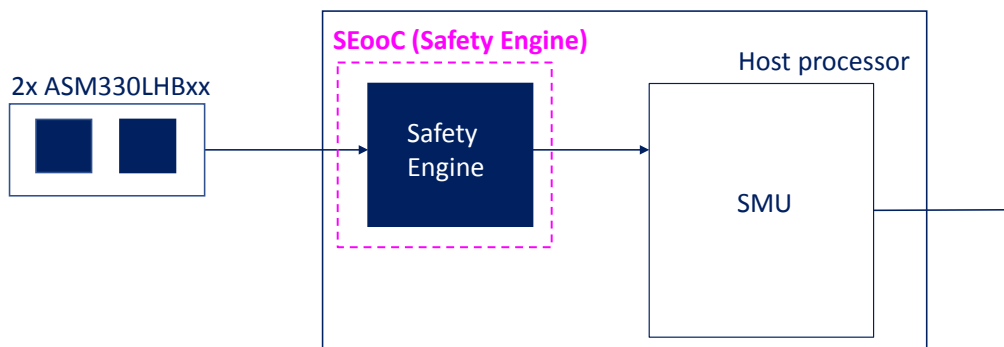 SEooC (Safety Engine)
Host processor
2x ASM330LHBxx
Safety
Engine
SMU